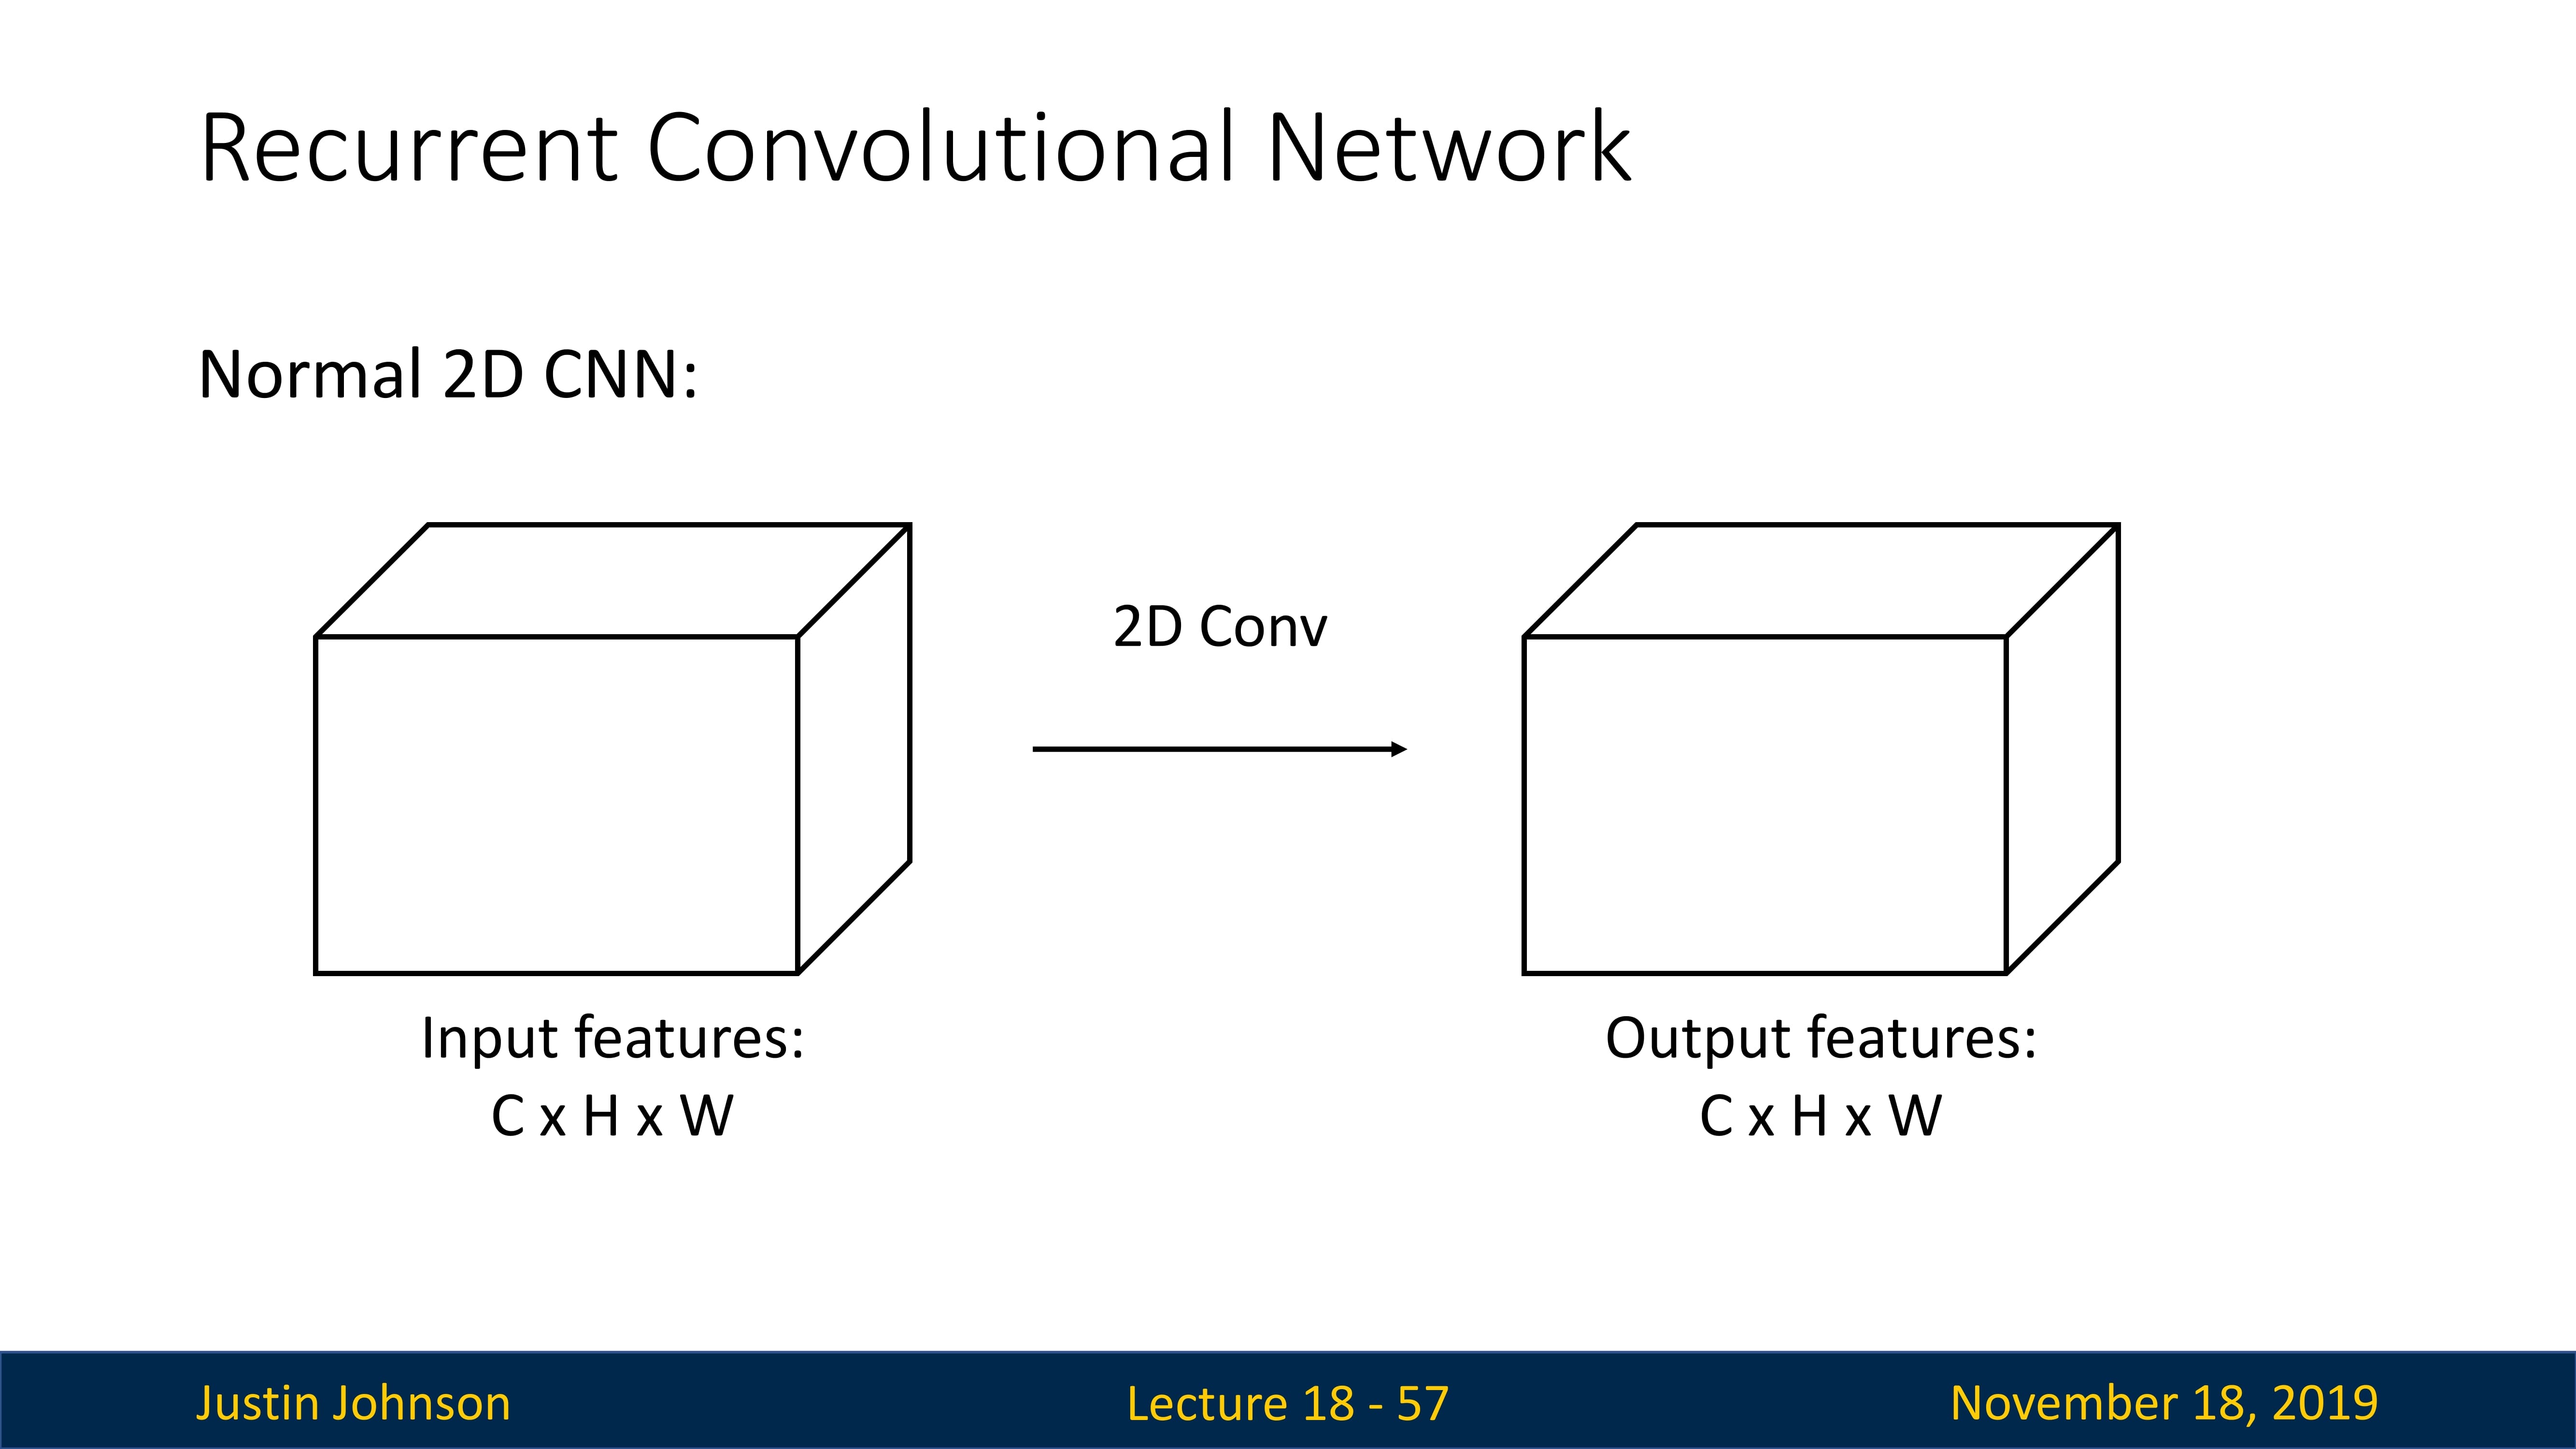 Recurrent Convolutional Network
Normal 2D CNN:
2D Conv
Input features:
C x H x W
Output features:
C x H x W
Justin Johnson
Lecture 18 - 57
November 18, 2019